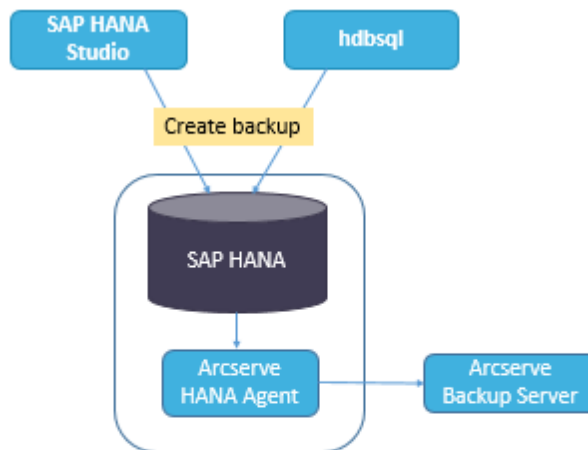 SAP HANA
Studio
hdbsql
Create backup
SAP HANA
Arcserve
HANA Agent
Arcserve
Backup Server